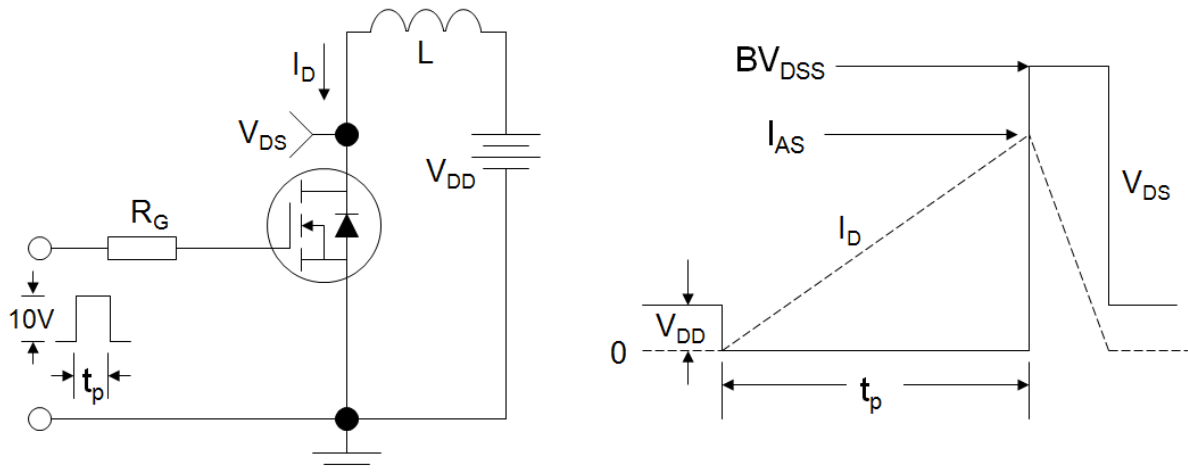 L
I_D
V_DS
V_DD
R_G
10V
t_p
BV_DSS
I_AS
V_DS
I_D
V_DD
0
t_p